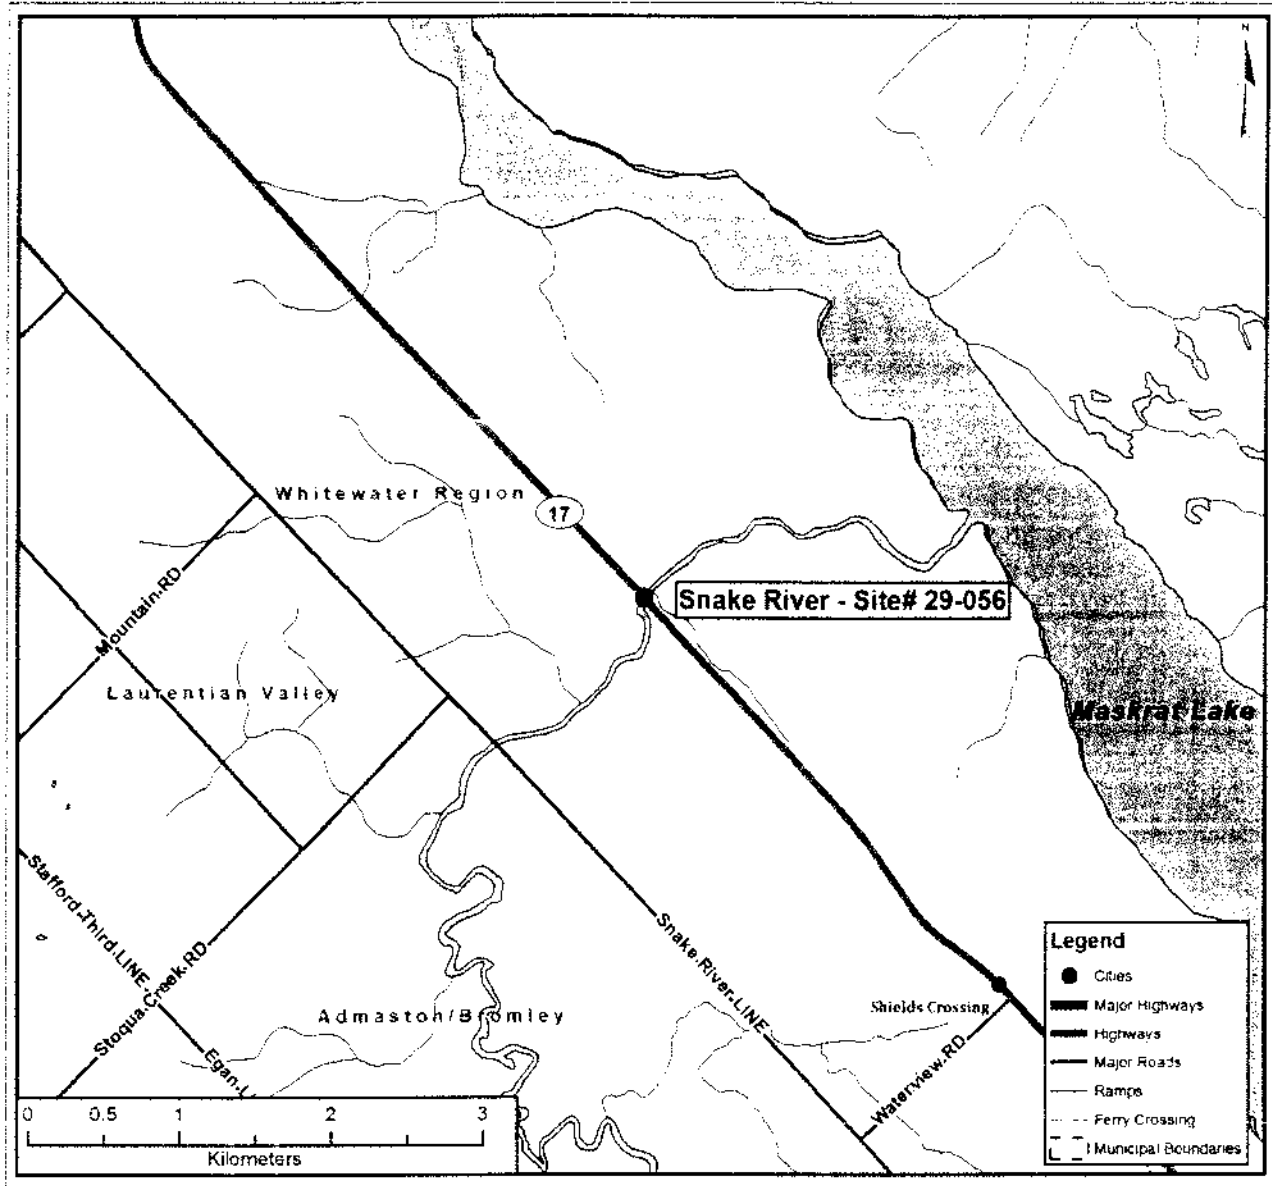 N
Whitewater Region
17
Snake River - Site# 29-056
Mountain RD
Laurentian Valley
Maskrat Lake
Stafford Third LINE
Stoqua Creek RD
Snake River LINE
Egan L
Admaston/Bromley
Shields Crossing
Waterview RD
Legend
Cities
Major Highways
Highways
Major Roads
Ramps
Ferry Crossing
Municipal Boundaries
0 0.5 1 2 3
Kilometers